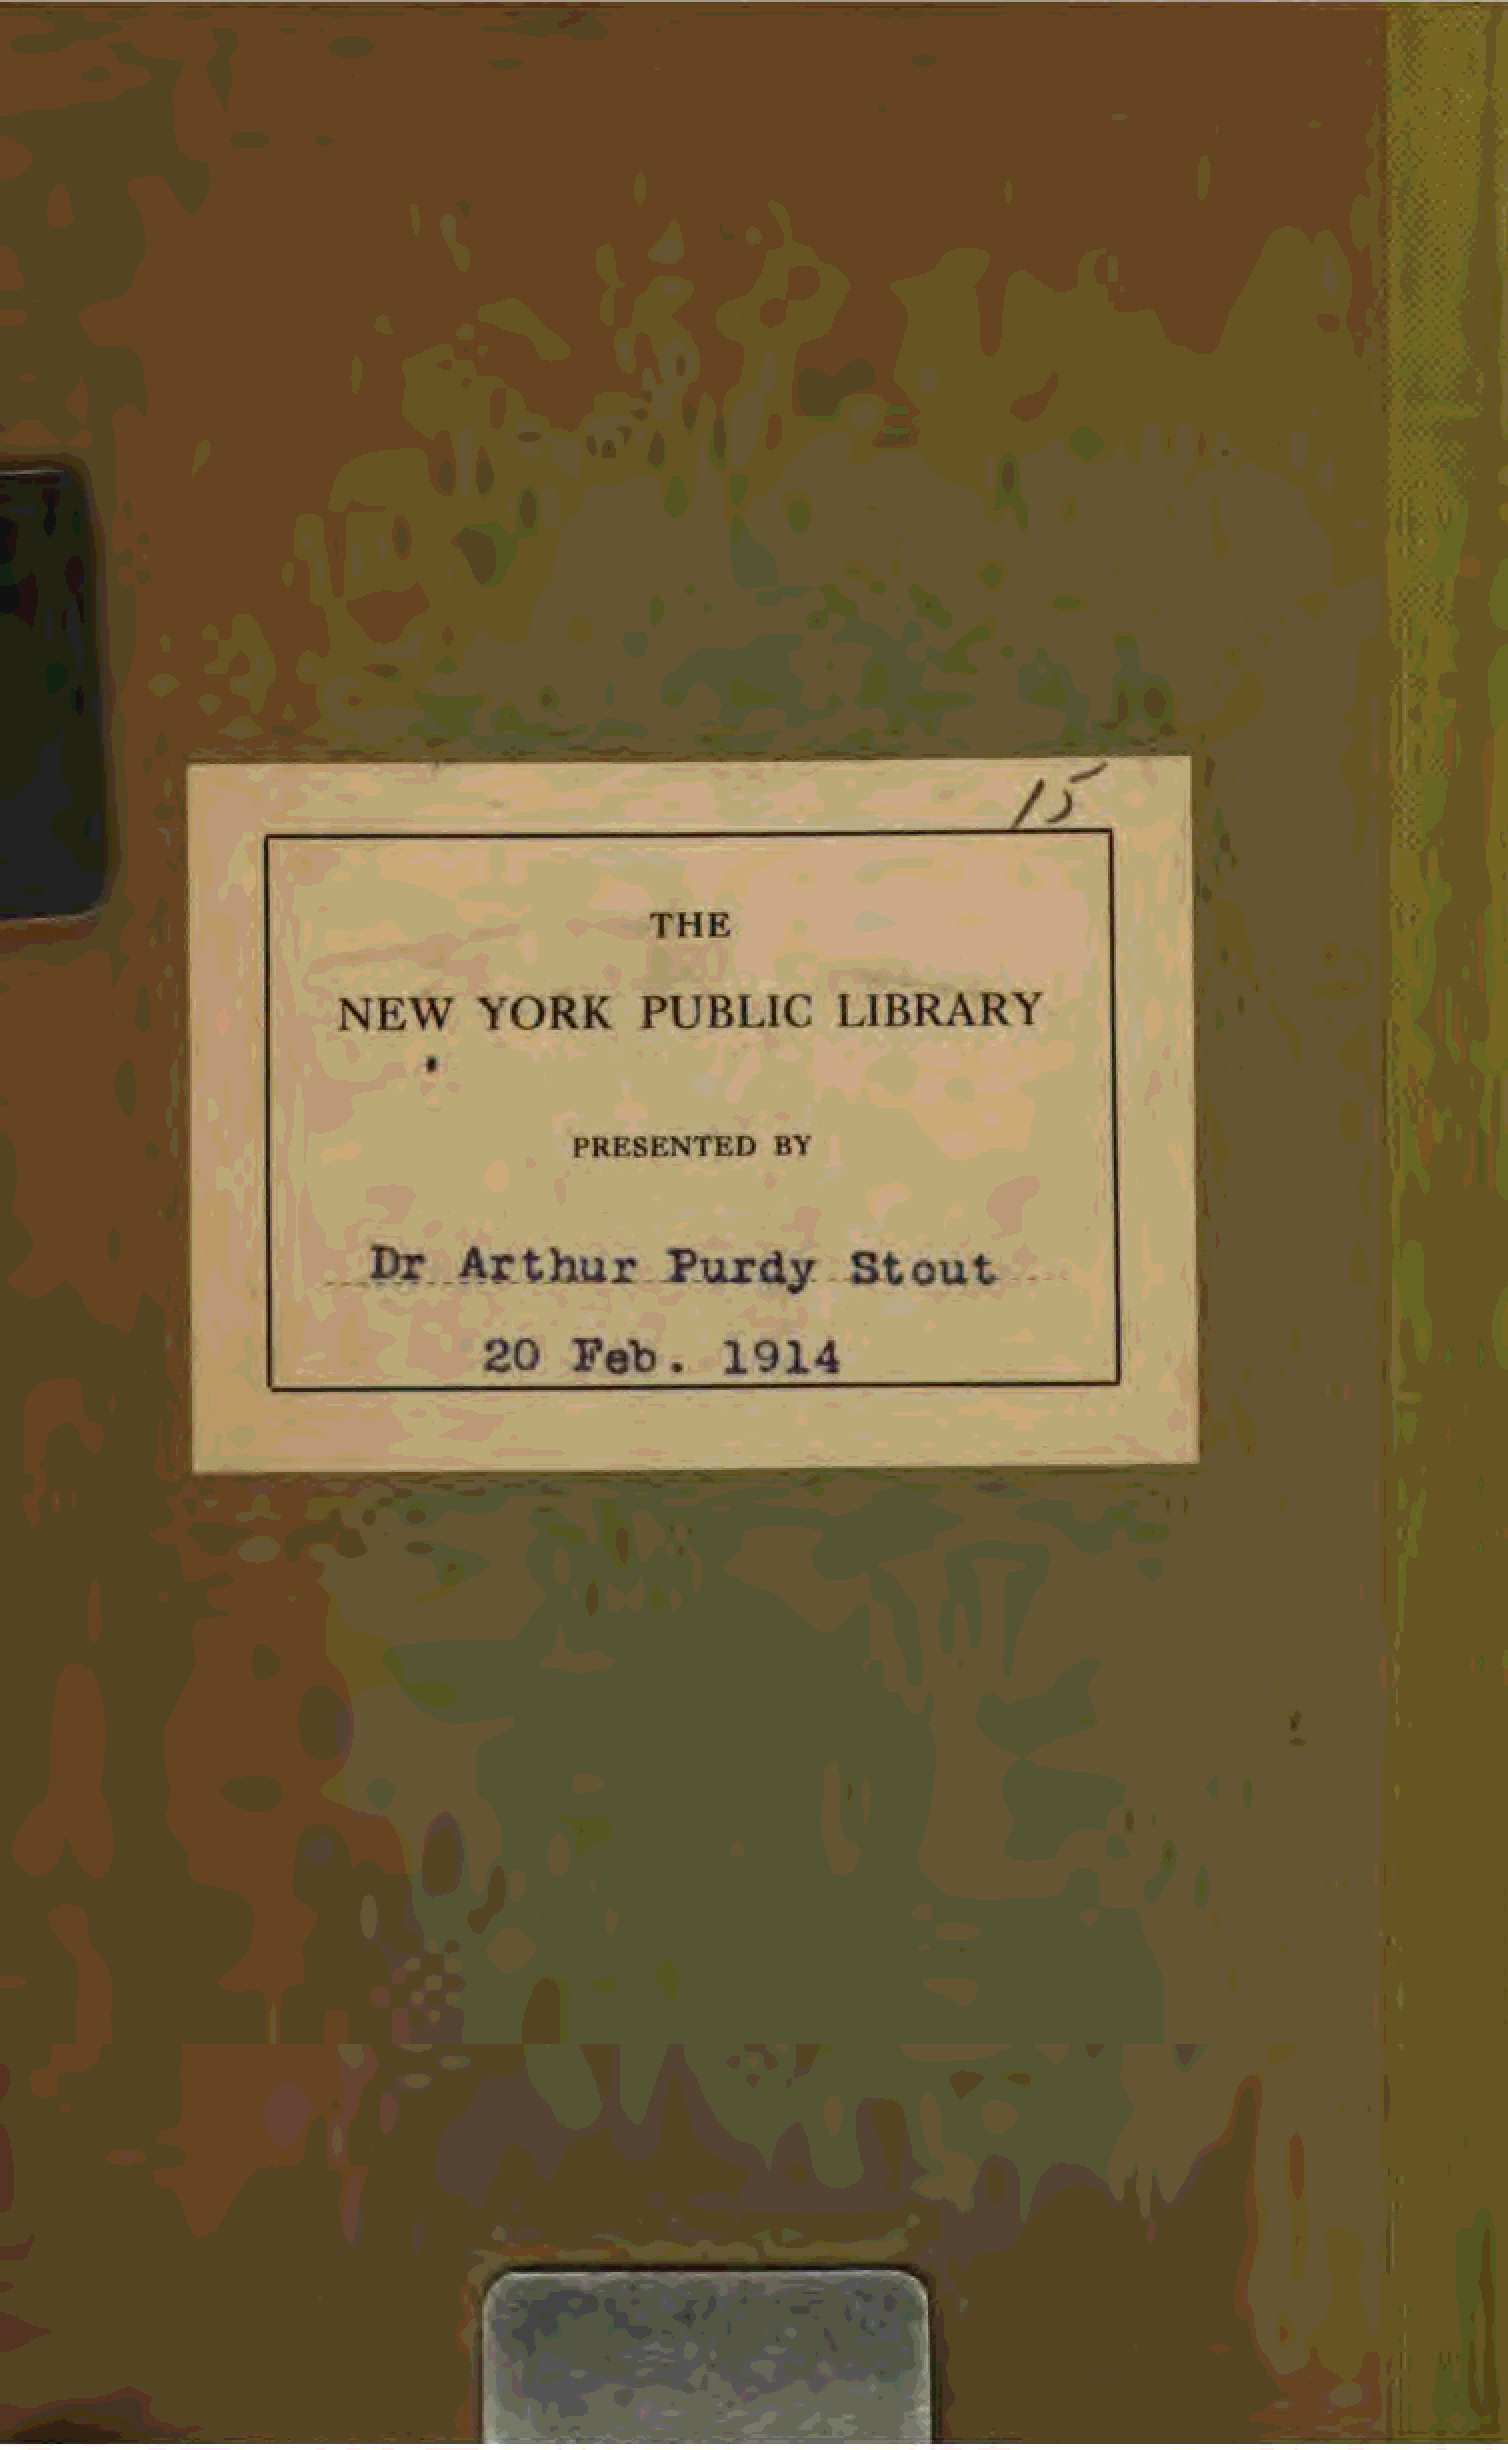 15
THE
NEW YORK PUBLIC LIBRARY
PRESENTED BY
Dr Arthur Purdy Stout
20 Feb. 1914